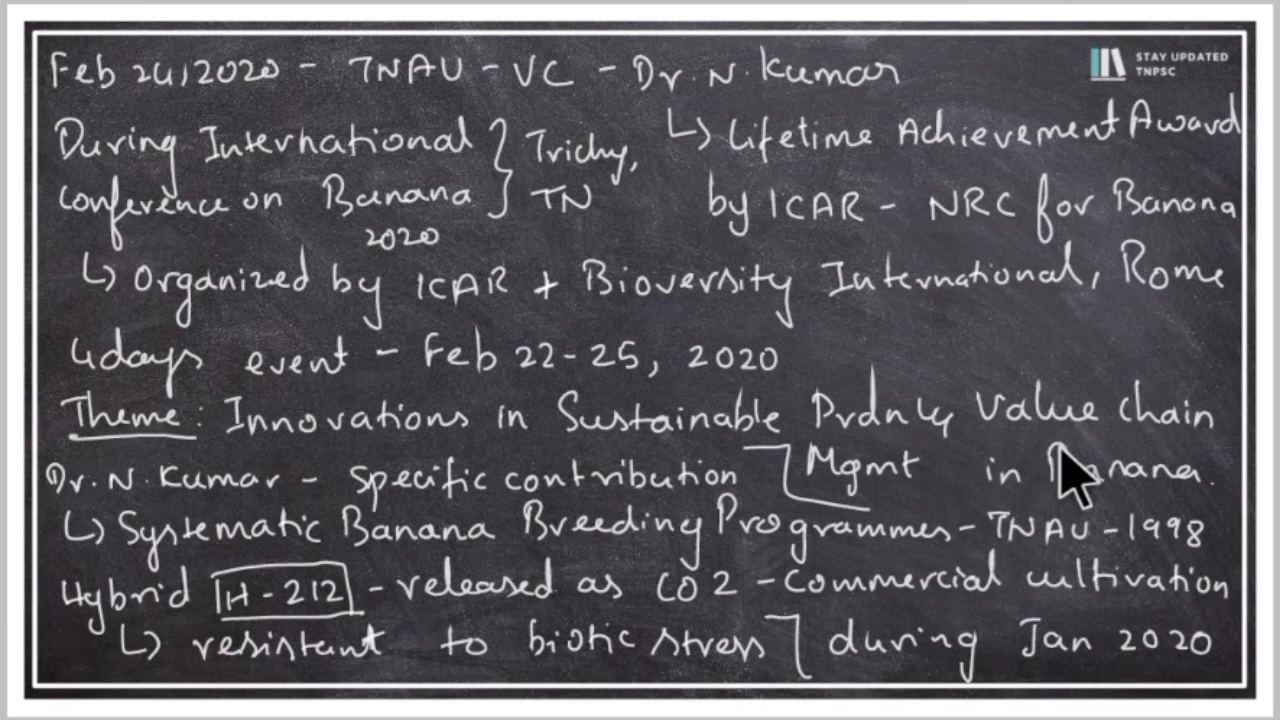 Feb 24, 2020 - TNAU - VC - Dr. N. Kumar
STAY UPDATED
TNPSC
During International } Trichy,
↳ Lifetime Achievement Award
conference on Banana } TN
2020
by ICAR - NRC for Banana
↳ Organized by ICAR + Bioversity International, Rome
4days event - Feb 22-25, 2020
Theme: Innovations in Sustainable Prdn & Value chain
Mgmt in Banana.
Dr. N. Kumar - specific contribution
↳ Systematic Banana Breeding Programmes - TNAU - 1998
Hybrid H-212 - released as CO 2 - Commercial cultivation
↳ resistant to biotic stress ] during Jan 2020